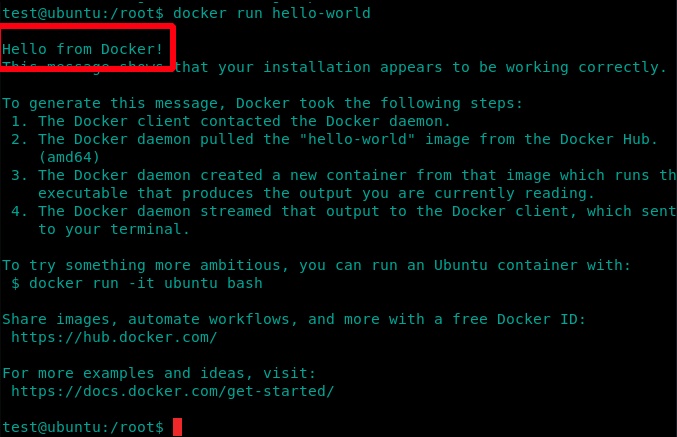 test@ubuntu:/root$ docker run hello-world
Hello from Docker!
This message shows that your installation appears to be working correctly.
To generate this message, Docker took the following steps:
1. The Docker client contacted the Docker daemon.
2. The Docker daemon pulled the "hello-world" image from the Docker Hub.
(amd64)
3. The Docker daemon created a new container from that image which runs th
executable that produces the output you are currently reading.
4. The Docker daemon streamed that output to the Docker client, which sent
to your terminal.
To try something more ambitious, you can run an Ubuntu container with:
$ docker run -it ubuntu bash
Share images, automate workflows, and more with a free Docker ID:
https://hub.docker.com/
For more examples and ideas, visit:
https://docs.docker.com/get-started/
test@ubuntu:/root$